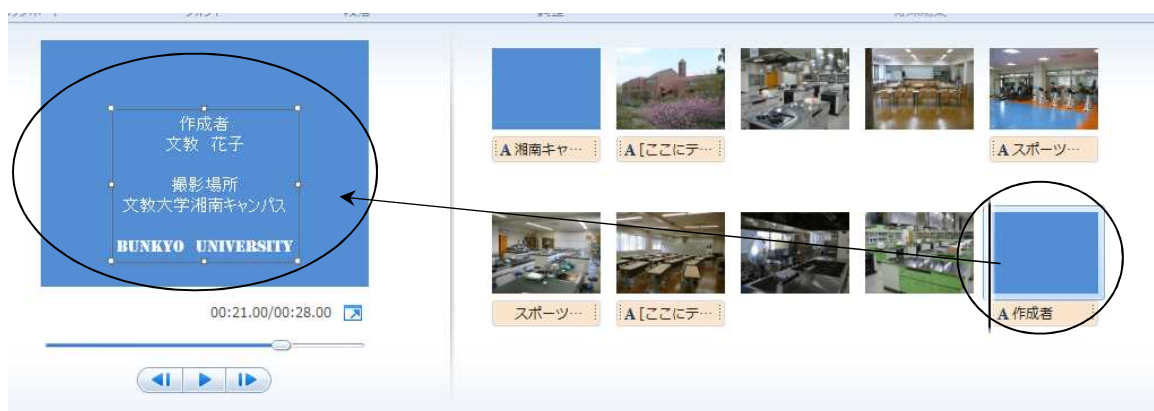 作成者
文教 花子
撮影場所
文教大学湘南キャンパス
BUNKYO UNIVERSITY
00:21.00/00:28.00
A 湘南キャ…
A [ここにテ…
A スポーツ…
スポーツ…
A [ここにテ…
A 作成者